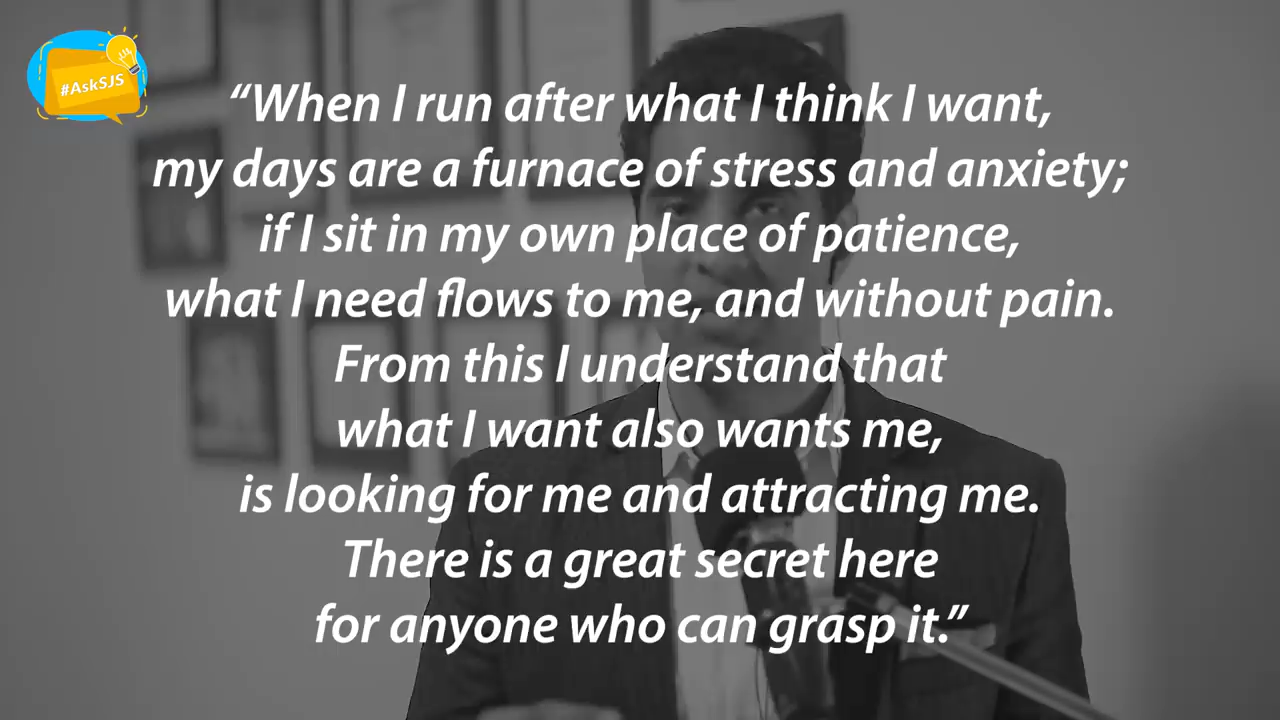 #AskSJS
“When I run after what I think I want,
my days are a furnace of stress and anxiety;
if I sit in my own place of patience,
what I need flows to me, and without pain.
From this I understand that
what I want also wants me,
is looking for me and attracting me.
There is a great secret here
for anyone who can grasp it.”